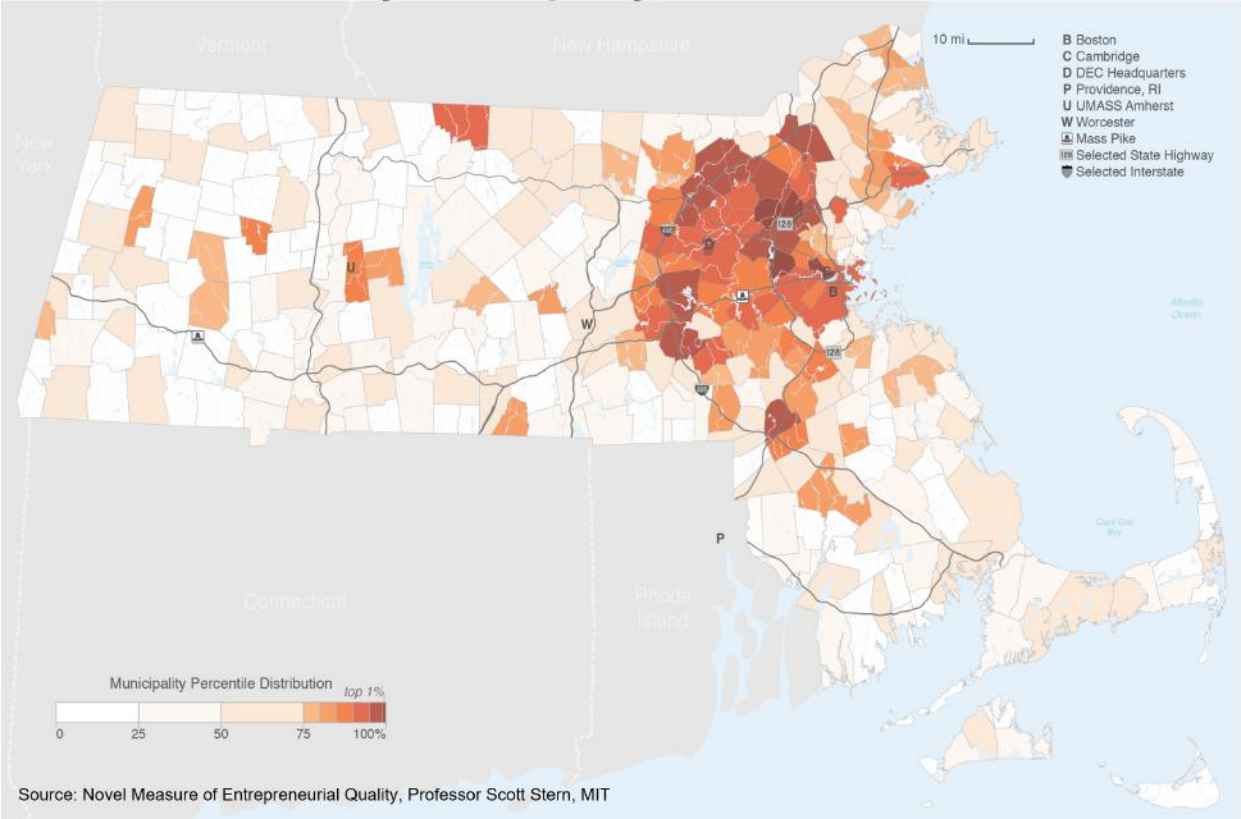 Vermont
New Hampshire
New
York
10 mi
B Boston
C Cambridge
D DEC Headquarters
P Providence, RI
U UMASS Amherst
W Worcester
Mass Pike
128 Selected State Highway
Selected Interstate
495
128
D
U
C
B
W
128
495
Atlantic
Ocean
P
Cape Cod
Bay
Connecticut
Rhode
Island
Municipality Percentile Distribution
top 1%
0 25 50 75 100%
Source: Novel Measure of Entrepreneurial Quality, Professor Scott Stern, MIT